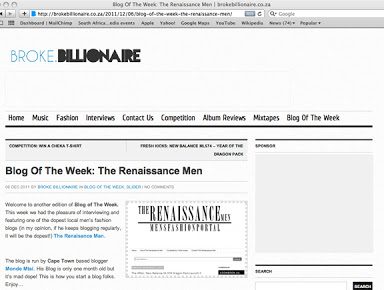 Blog Of The Week: The Renaissance Men | brokebillionaire.co.za
http://brokebillionaire.co.za/2011/12/06/blog-of-the-week-the-renaissance-men/
Dashboard | MailChimp South Africa...edia events Apple Yahoo! Google Maps YouTube Wikipedia News (75) Popular
BROKE.BILLIONAIRE
Home Music Fashion Interviews Contact Us Competition Album Reviews Mixtapes Blog Of The Week
COMPETITION: WIN A CHINA T-SHIRT
FRESH KICKS: NEW BALANCE ML574 – YEAR OF THE
DRAGON PACK
SPONSOR
Blog Of The Week: The Renaissance Men
06 DEC 2011 BY BROKE BILLIONAIRE IN BLOG OF THE WEEK, SLIDER | NO COMMENTS
Welcome to another edition of Blog of The Week.
This week we had the pleasure of interviewing and
featuring one of the dopest local men's fashion
blogs (in my opinion, if he keeps blogging regularly,
it will be the dopest!) The Renaissance Men.
THE RENAISSANCE MEN
MENSFASHIONPORTAL
The blog is run by Cape Town based blogger
Mondo Mtsi. His Blog is only one month old but
it's mad dope! This is how you start a blog folks.
Enjoy...
SEARCH
SEARCH